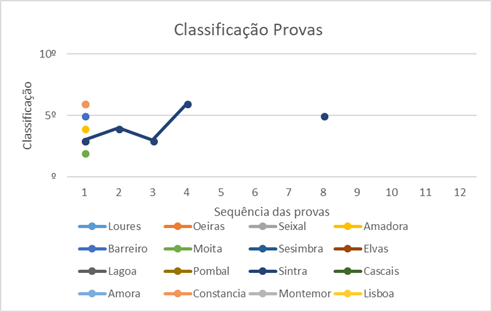 Classificação Provas
10º
5º
º
Classificação
1 2 3 4 5 6 7 8 9 10 11 12
Sequência das provas
Loures Oeiras Seixal Amadora
Barreiro Moita Sesimbra Elvas
Lagoa Pombal Sintra Cascais
Amora Constancia Montemor Lisboa